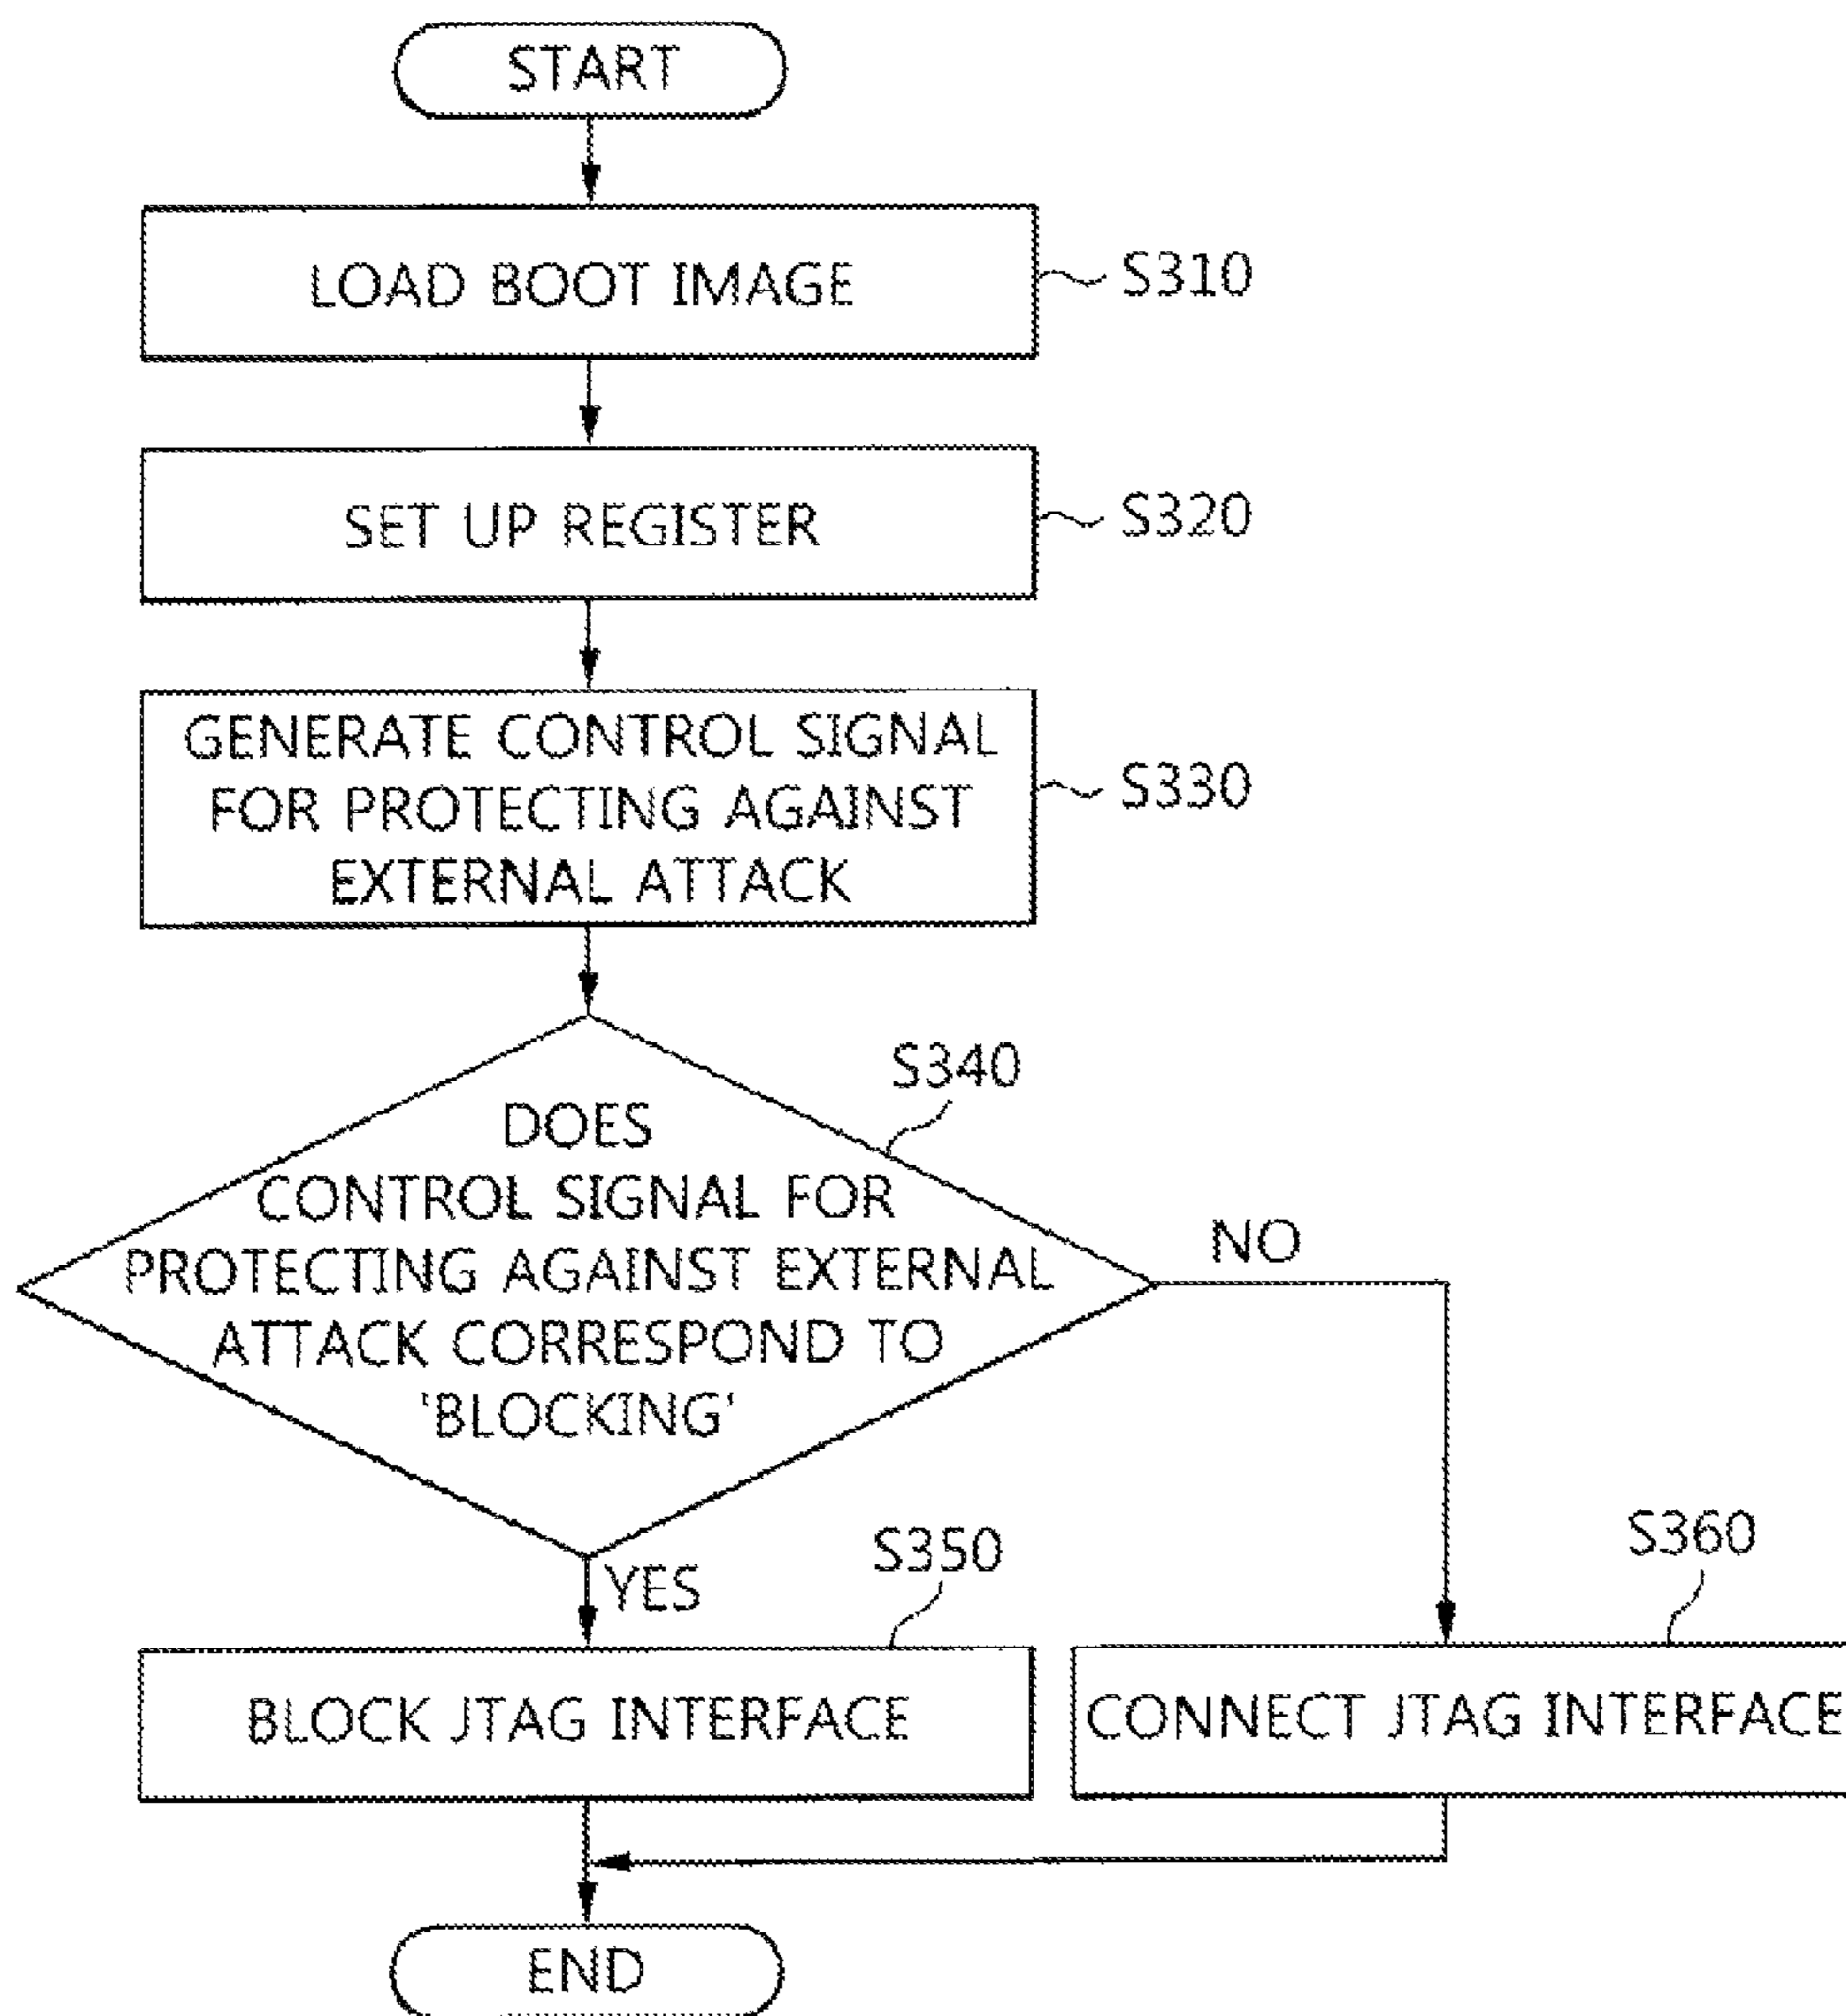 START
LOAD BOOT IMAGE
S310
SET UP REGISTER
S320
GENERATE CONTROL SIGNAL
FOR PROTECTING AGAINST
EXTERNAL ATTACK
S330
S340
DOES
CONTROL SIGNAL FOR
PROTECTING AGAINST EXTERNAL
ATTACK CORRESPOND TO
'BLOCKING'
NO
YES
S350
S360
BLOCK JTAG INTERFACE
CONNECT JTAG INTERFACE
END